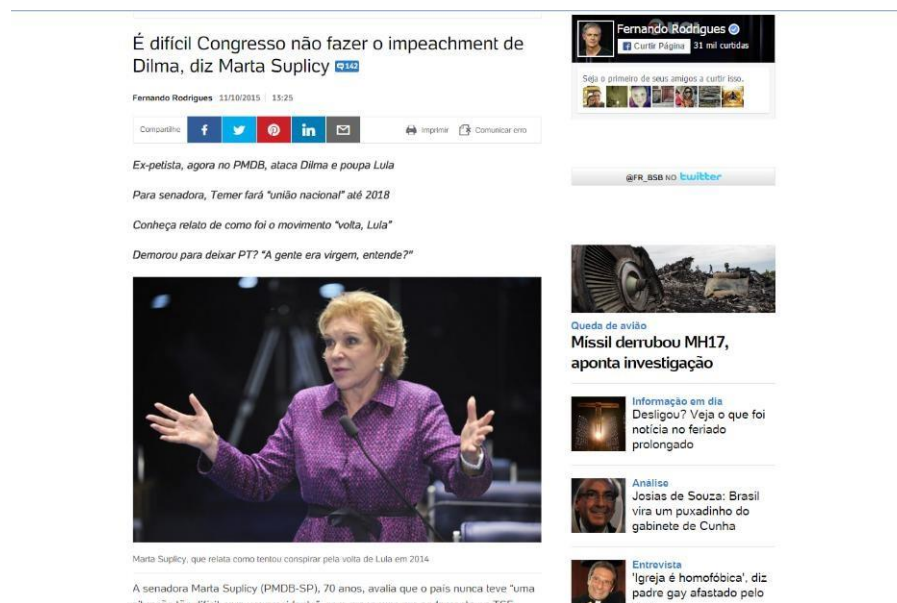 É difícil Congresso não fazer o impeachment de
Dilma, diz Marta Suplicy 142
Fernando Rodrigues 11/10/2015 13:25
Compartilhe
Imprimir Comunicar erro
Ex-petista, agora no PMDB, ataca Dilma e poupa Lula
Para senadora, Temer fará "união nacional" até 2018
Conheça relato de como foi o movimento "volta, Lula"
Demorou para deixar PT? "A gente era virgem, entende?"
Marta Suplicy, que relata como tentou conspirar pela volta de Lula em 2014
A senadora Marta Suplicy (PMDB-SP), 70 anos, avalia que o país nunca teve "uma
Fernando Rodrigues
Curtir Página 31 mil curtidas
Seja o primeiro de seus amigos a curtir isso.
@FR_BSB NO twitter
Queda de avião
Míssil derrubou MH17,
aponta investigação
Informação em dia
Desligou? Veja o que foi
notícia no feriado
prolongado
Análise
Josias de Souza: Brasil
vira um puxadinho do
gabinete de Cunha
Entrevista
'Igreja é homofóbica', diz
padre gay afastado pelo